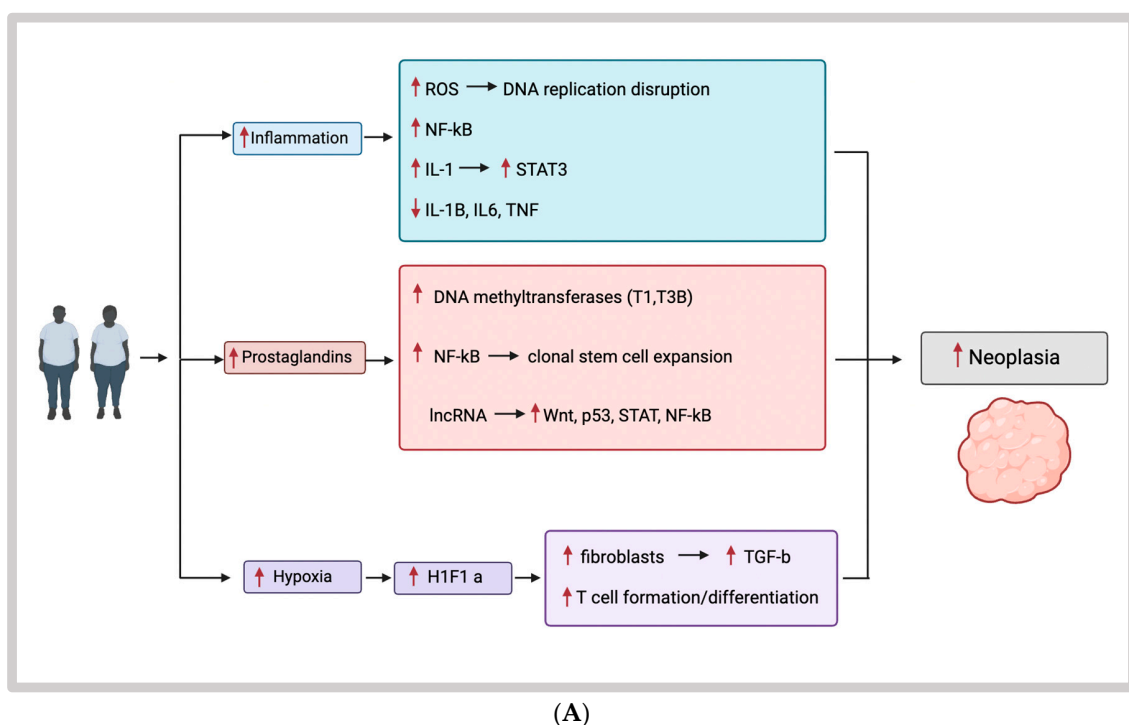 ↑Inflammation
↑ROS → DNA replication disruption
↑NF-kB
↑IL-1 → ↑ STAT3
↓IL-1B, IL6, TNF
↑Prostaglandins
↑ DNA methyltransferases (T1,T3B)
↑ NF-kB → clonal stem cell expansion
lncRNA → ↑Wnt, p53, STAT, NF-kB
↑ Hypoxia
↑ H1F1 a
↑ fibroblasts → ↑ TGF-b
↑T cell formation/differentiation
↑ Neoplasia
(A)